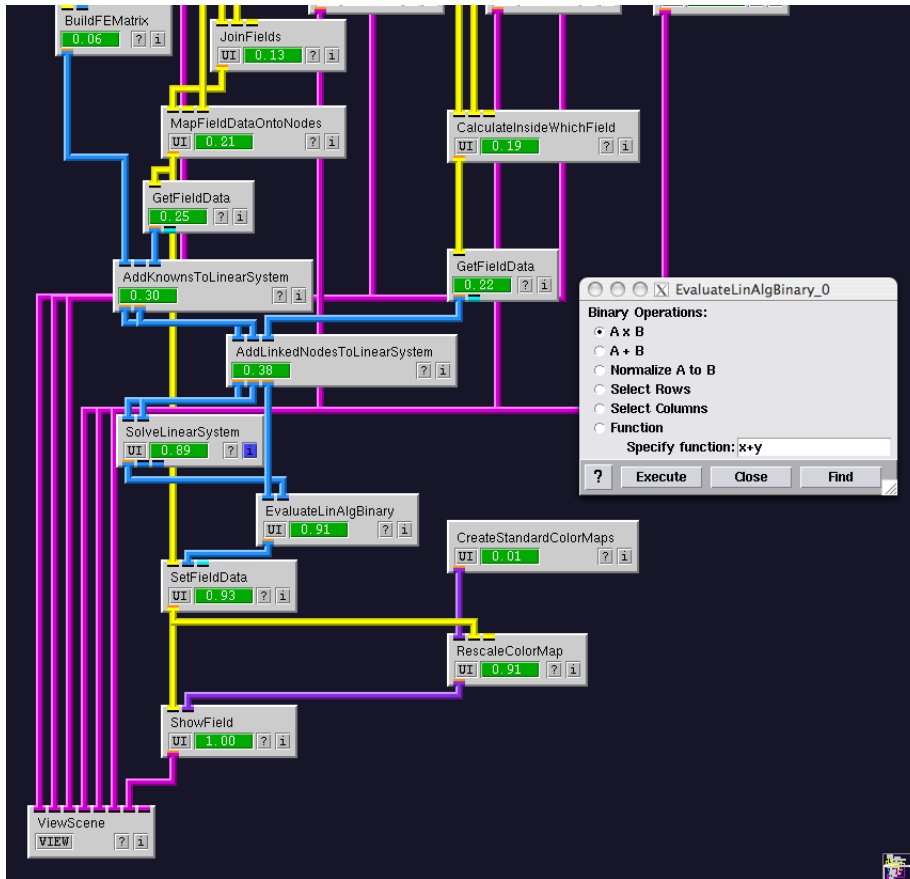 BuildFEMatrix
0.06 ? i
JoinFields
UI 0.13 ? i
MapFieldDataOntoNodes
UI 0.21 ? i
CalculateInsideWhichField
UI 0.19 ? i
GetFieldData
0.25 ? i
GetFieldData
0.22 ? i
AddKnownsToLinearSystem
0.30 ? i
EvaluateLinAlgBinary_0
Binary Operations:
A x B
A + B
Normalize A to B
Select Rows
Select Columns
Function
Specify function: x+y
? Execute Close Find
AddLinkedNodesToLinearSystem
0.38 ? i
SolveLinearSystem
UI 0.89 ? i
EvaluateLinAlgBinary
UI 0.91 ? i
CreateStandardColorMaps
UI 0.01 ? i
SetFieldData
UI 0.93 ? i
RescaleColorMap
UI 0.91 ? i
ShowField
UI 1.00 ? i
ViewScene
VIEW ? i